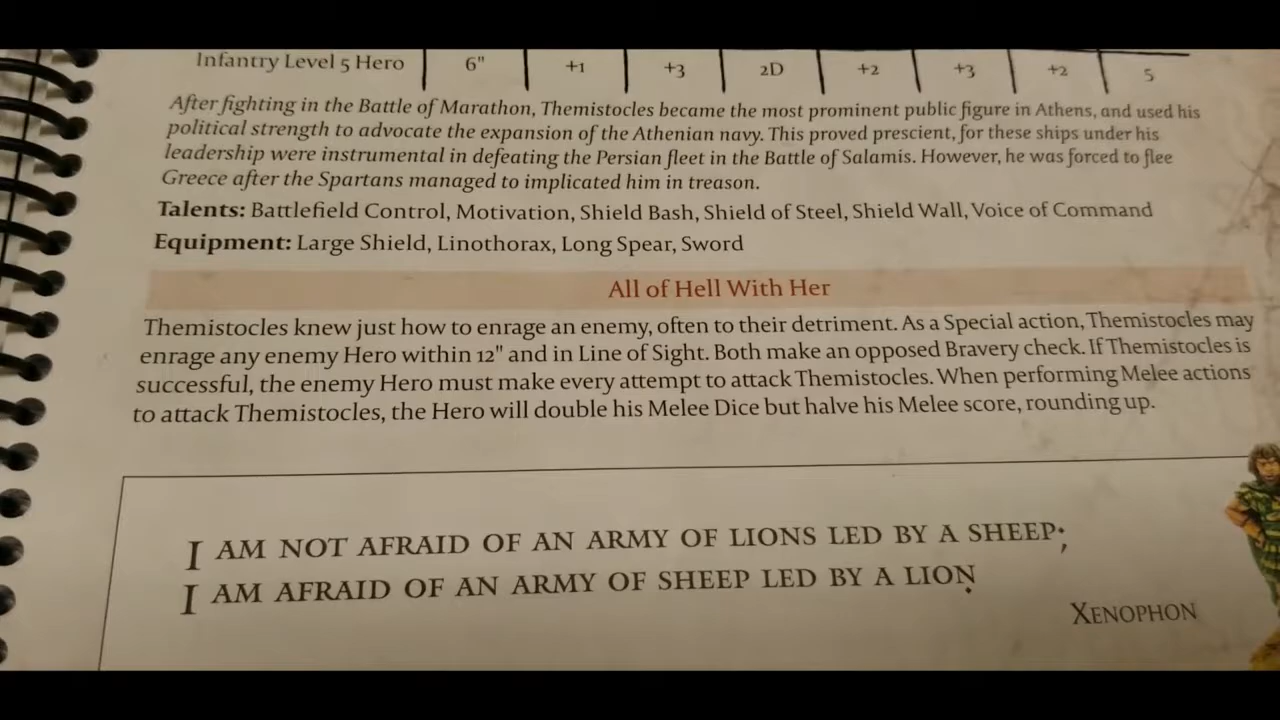 Infantry Level 5 Hero 6" +1 +3 2D +2 +3 +2 5
After fighting in the Battle of Marathon, Themistocles became the most prominent public figure in Athens, and used his
political strength to advocate the expansion of the Athenian navy. This proved prescient, for these ships under his
leadership were instrumental in defeating the Persian fleet in the Battle of Salamis. However, he was forced to flee
Greece after the Spartans managed to implicated him in treason.
Talents: Battlefield Control, Motivation, Shield Bash, Shield of Steel, Shield Wall, Voice of Command
Equipment: Large Shield, Linothorax, Long Spear, Sword
All of Hell With Her
Themistocles knew just how to enrage an enemy, often to their detriment. As a Special action, Themistocles may
enrage any enemy Hero within 12" and in Line of Sight. Both make an opposed Bravery check. If Themistocles is
successful, the enemy Hero must make every attempt to attack Themistocles. When performing Melee actions
to attack Themistocles, the Hero will double his Melee Dice but halve his Melee score, rounding up.
I AM NOT AFRAID OF AN ARMY OF LIONS LED BY A SHEEP;
I AM AFRAID OF AN ARMY OF SHEEP LED BY A LION.
XENOPHON